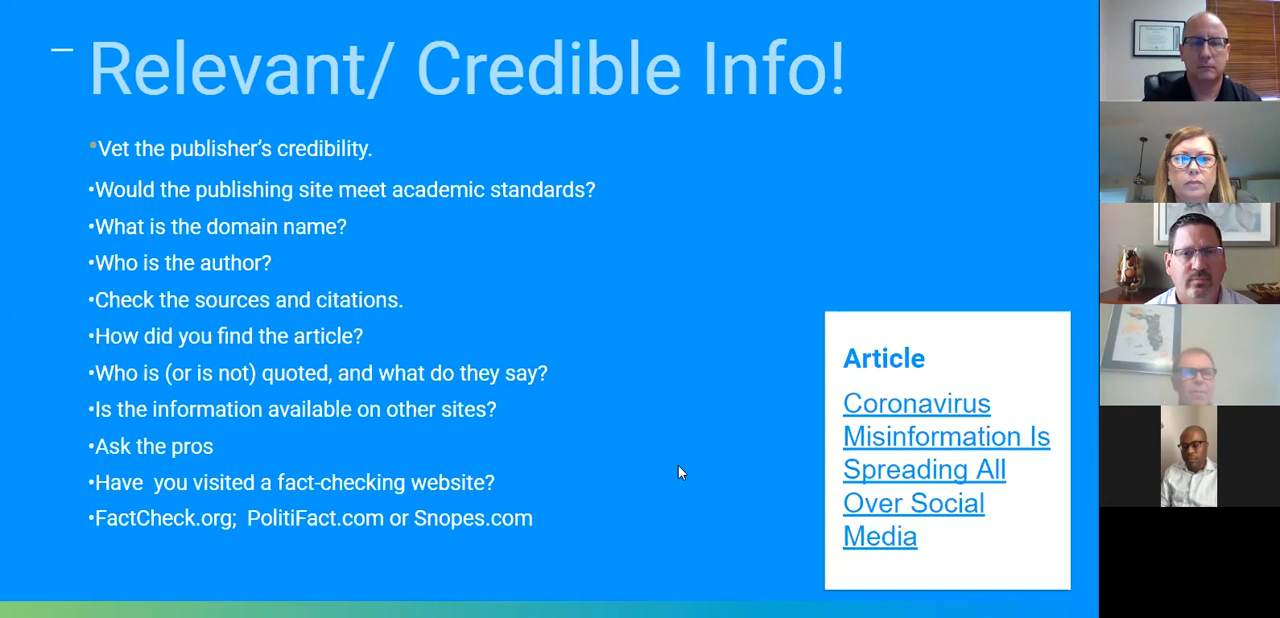 Relevant/ Credible Info!
•Vet the publisher's credibility.
•Would the publishing site meet academic standards?
•What is the domain name?
•Who is the author?
•Check the sources and citations.
•How did you find the article?
•Who is (or is not) quoted, and what do they say?
•Is the information available on other sites?
•Ask the pros
•Have  you visited a fact-checking website?
•FactCheck.org;  PolitiFact.com or Snopes.com
Article
Coronavirus
Misinformation Is
Spreading All
Over Social
Media